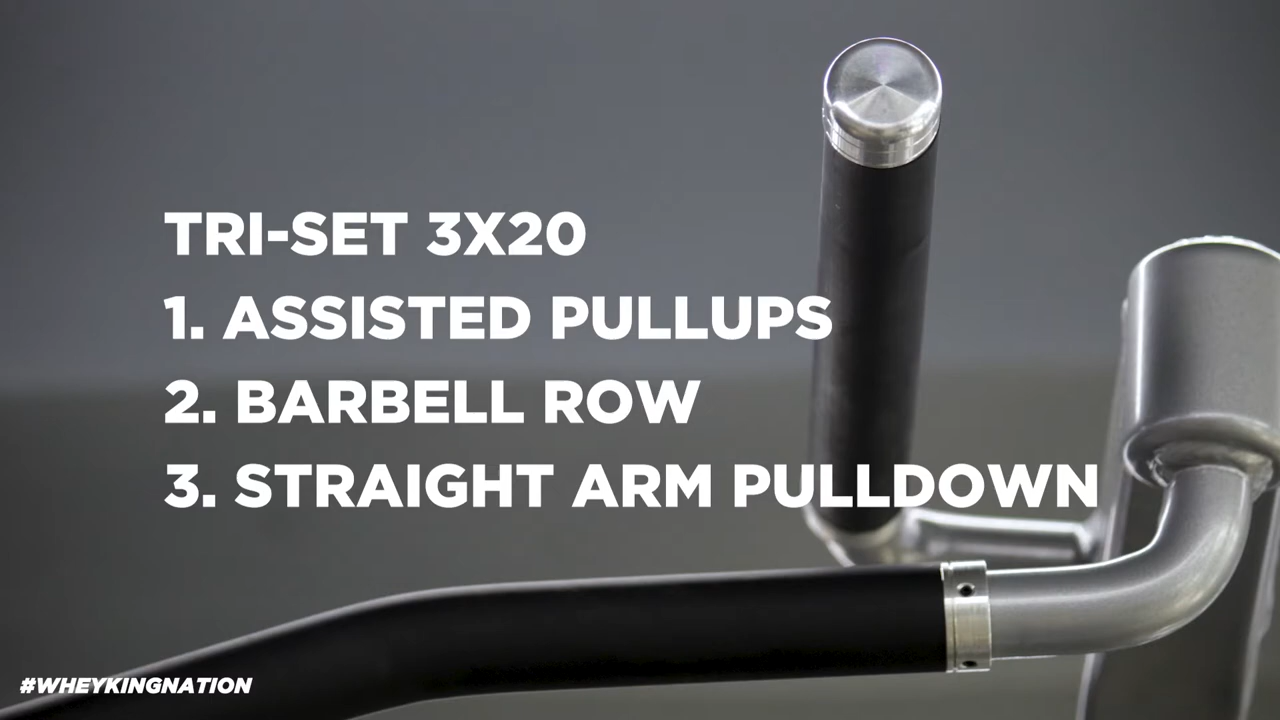 TRI-SET 3X20
1. ASSISTED PULLUPS
2. BARBELL ROW
3. STRAIGHT ARM PULLDOWN
#WHEYKINGNATION